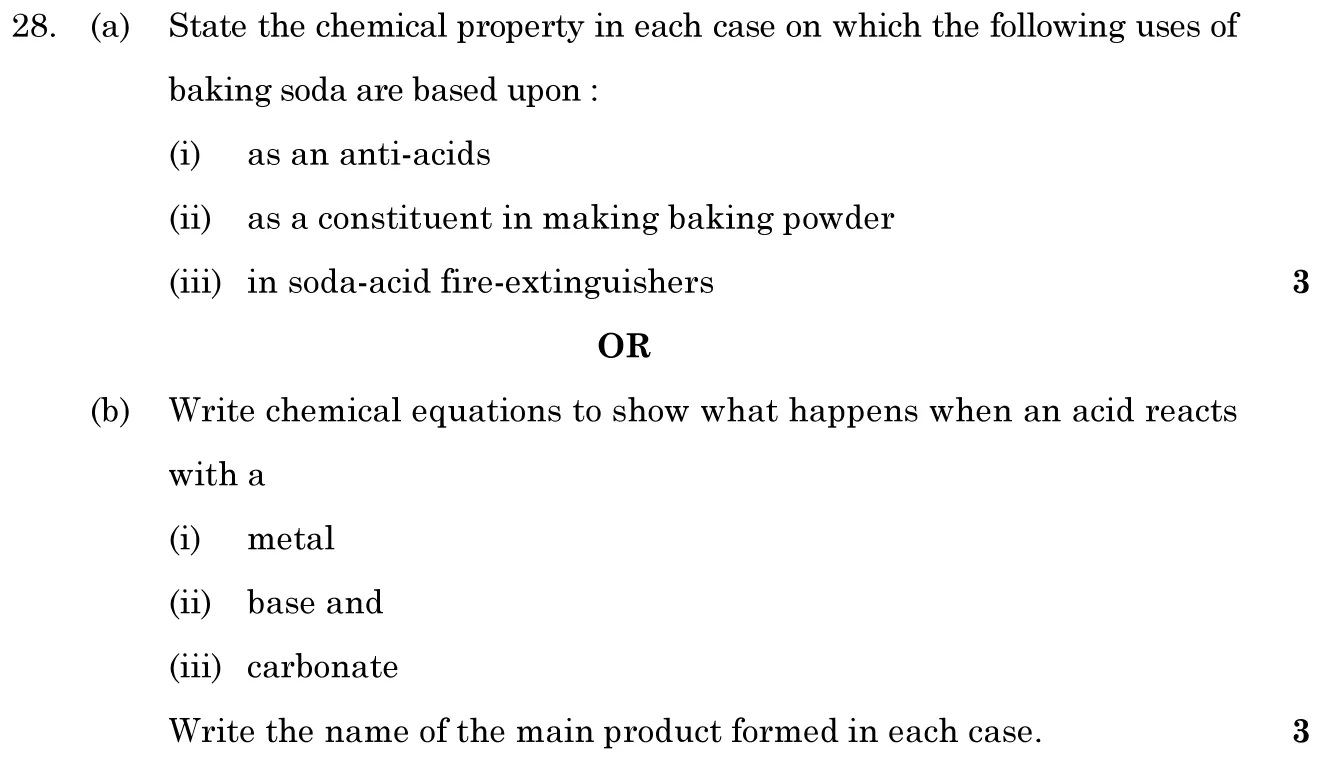 28. (a) State the chemical property in each case on which the following uses of
baking soda are based upon :
(i) as an anti-acids
(ii) as a constituent in making baking powder
(iii) in soda-acid fire-extinguishers 3
OR
(b) Write chemical equations to show what happens when an acid reacts
with a
(i) metal
(ii) base and
(iii) carbonate
Write the name of the main product formed in each case. 3